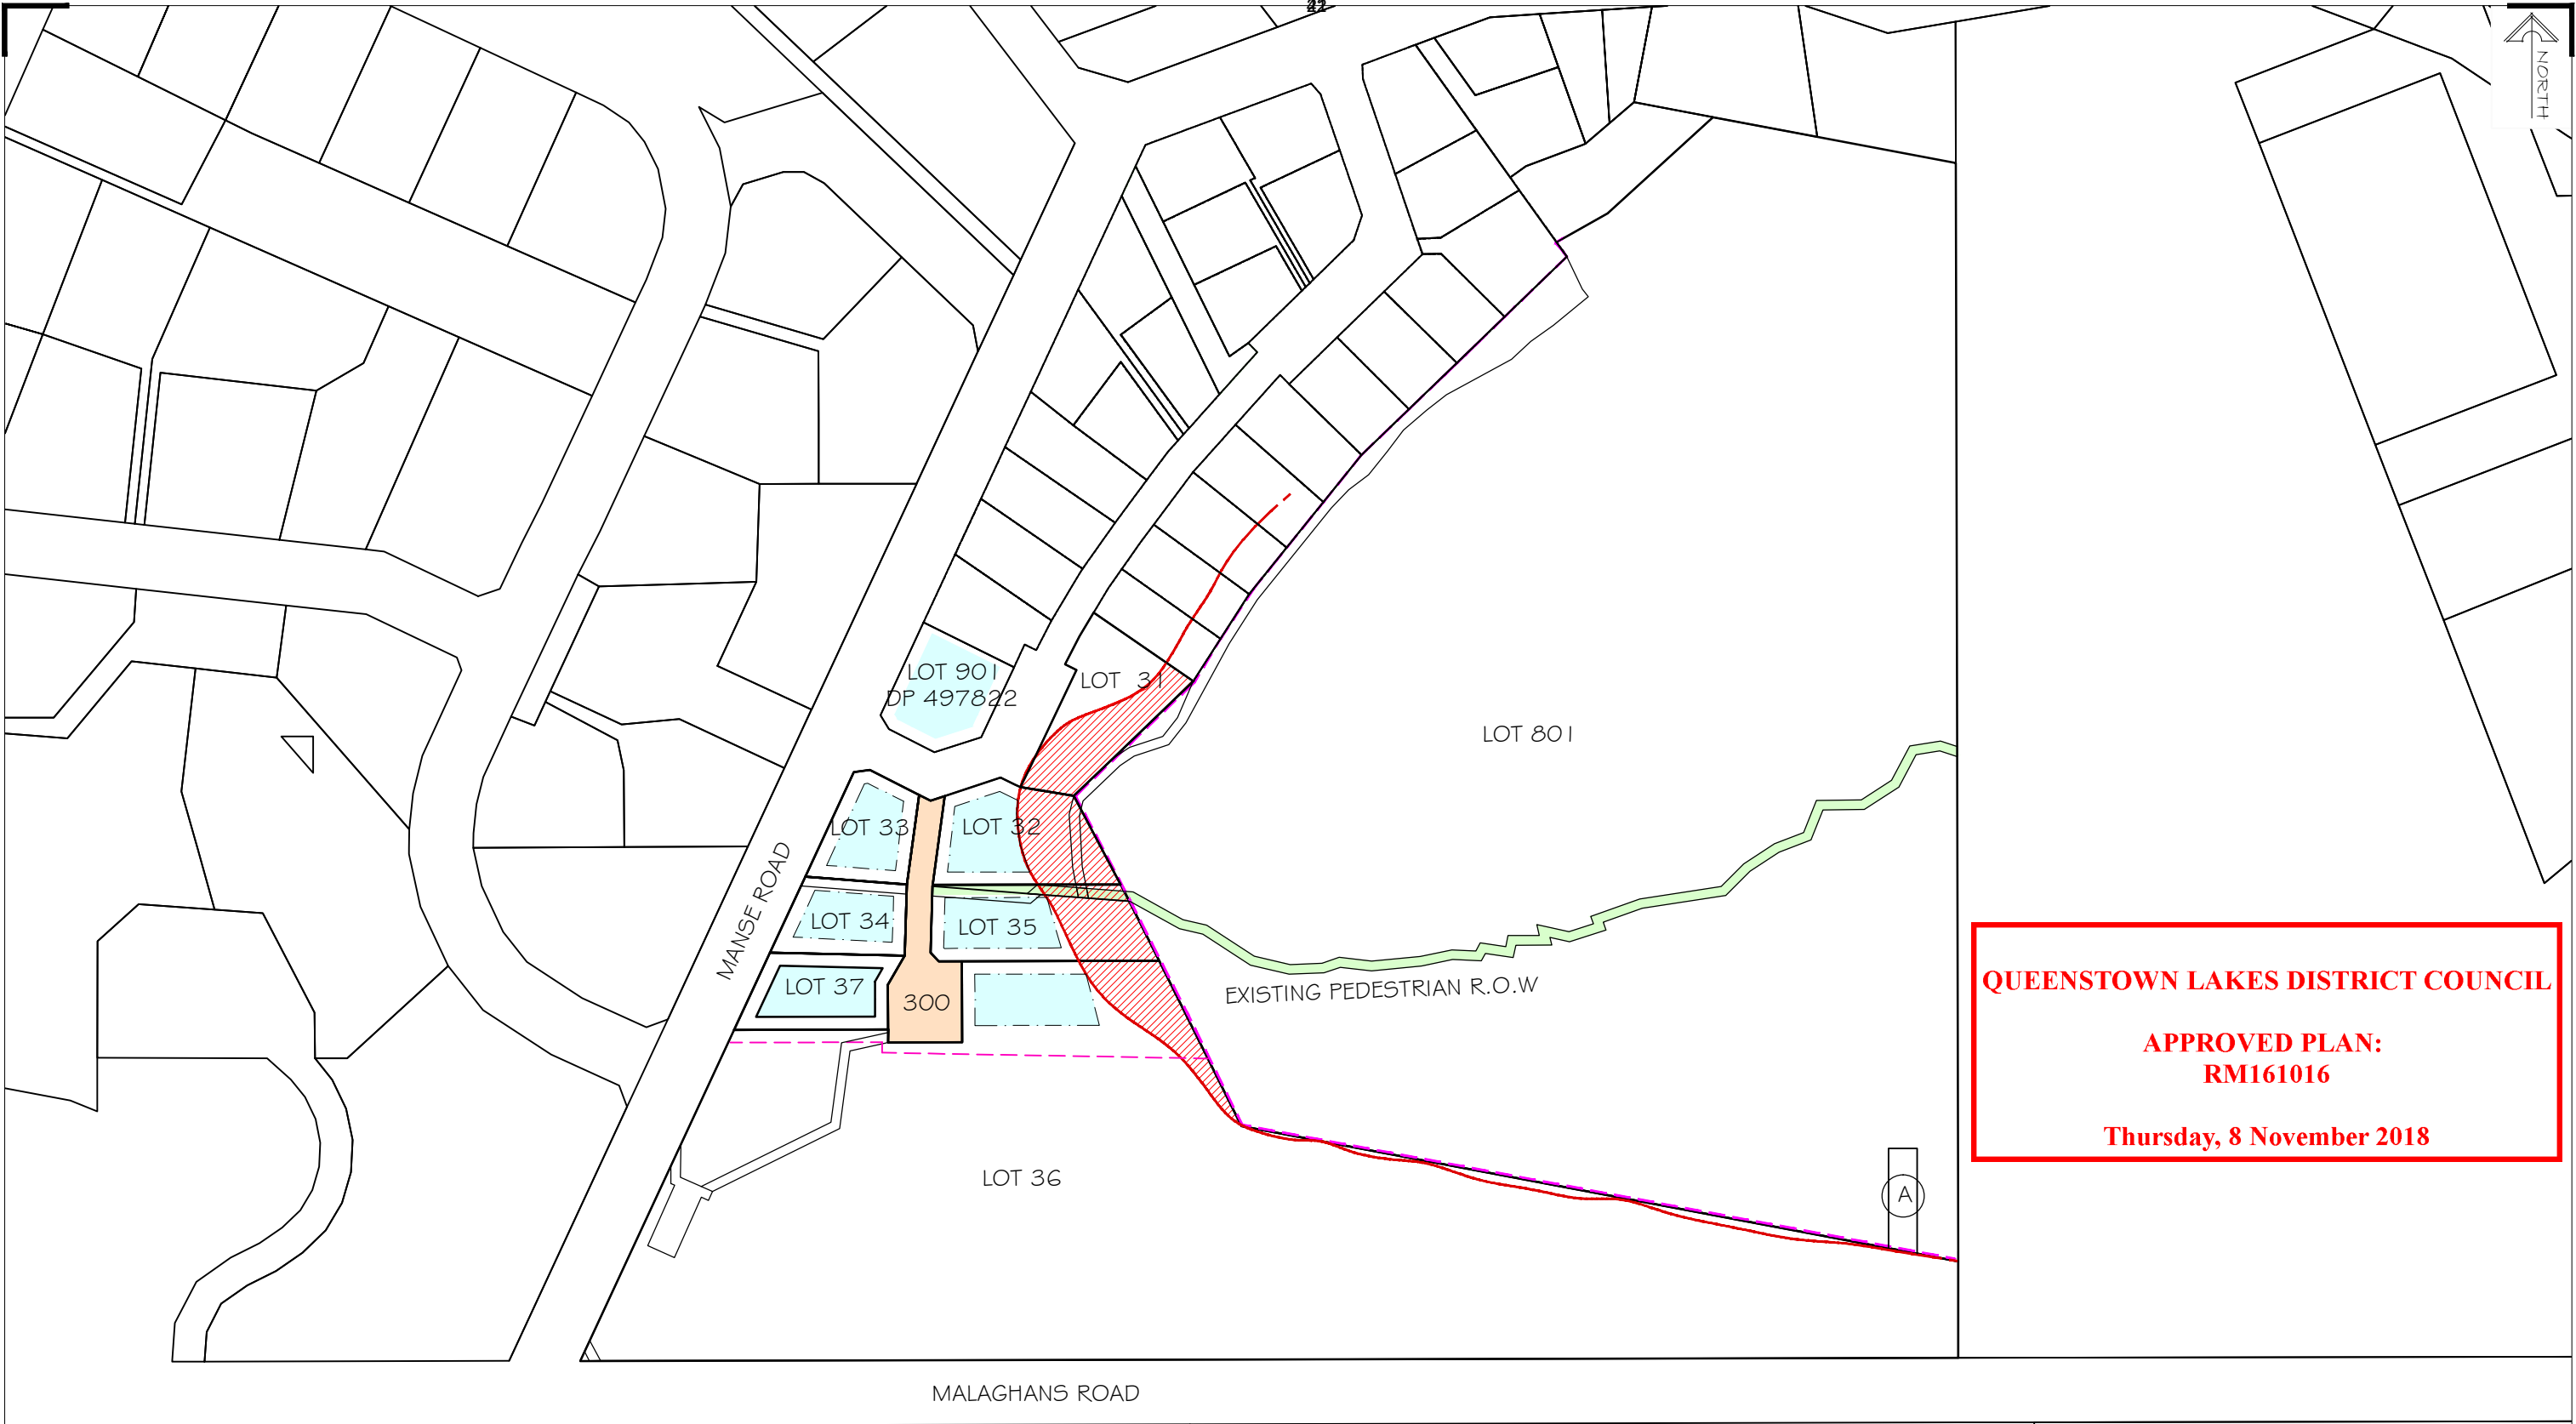 NORTH
LOT 901
DP 497822
LOT 31
LOT 801
LOT 33
LOT 32
MANSE ROAD
LOT 34
LOT 35
LOT 37
300
EXISTING PEDESTRIAN R.O.W
QUEENSTOWN LAKES DISTRICT COUNCIL
APPROVED PLAN:
RM161016
Thursday, 8 November 2018
LOT 36
A
MALAGHANS ROAD